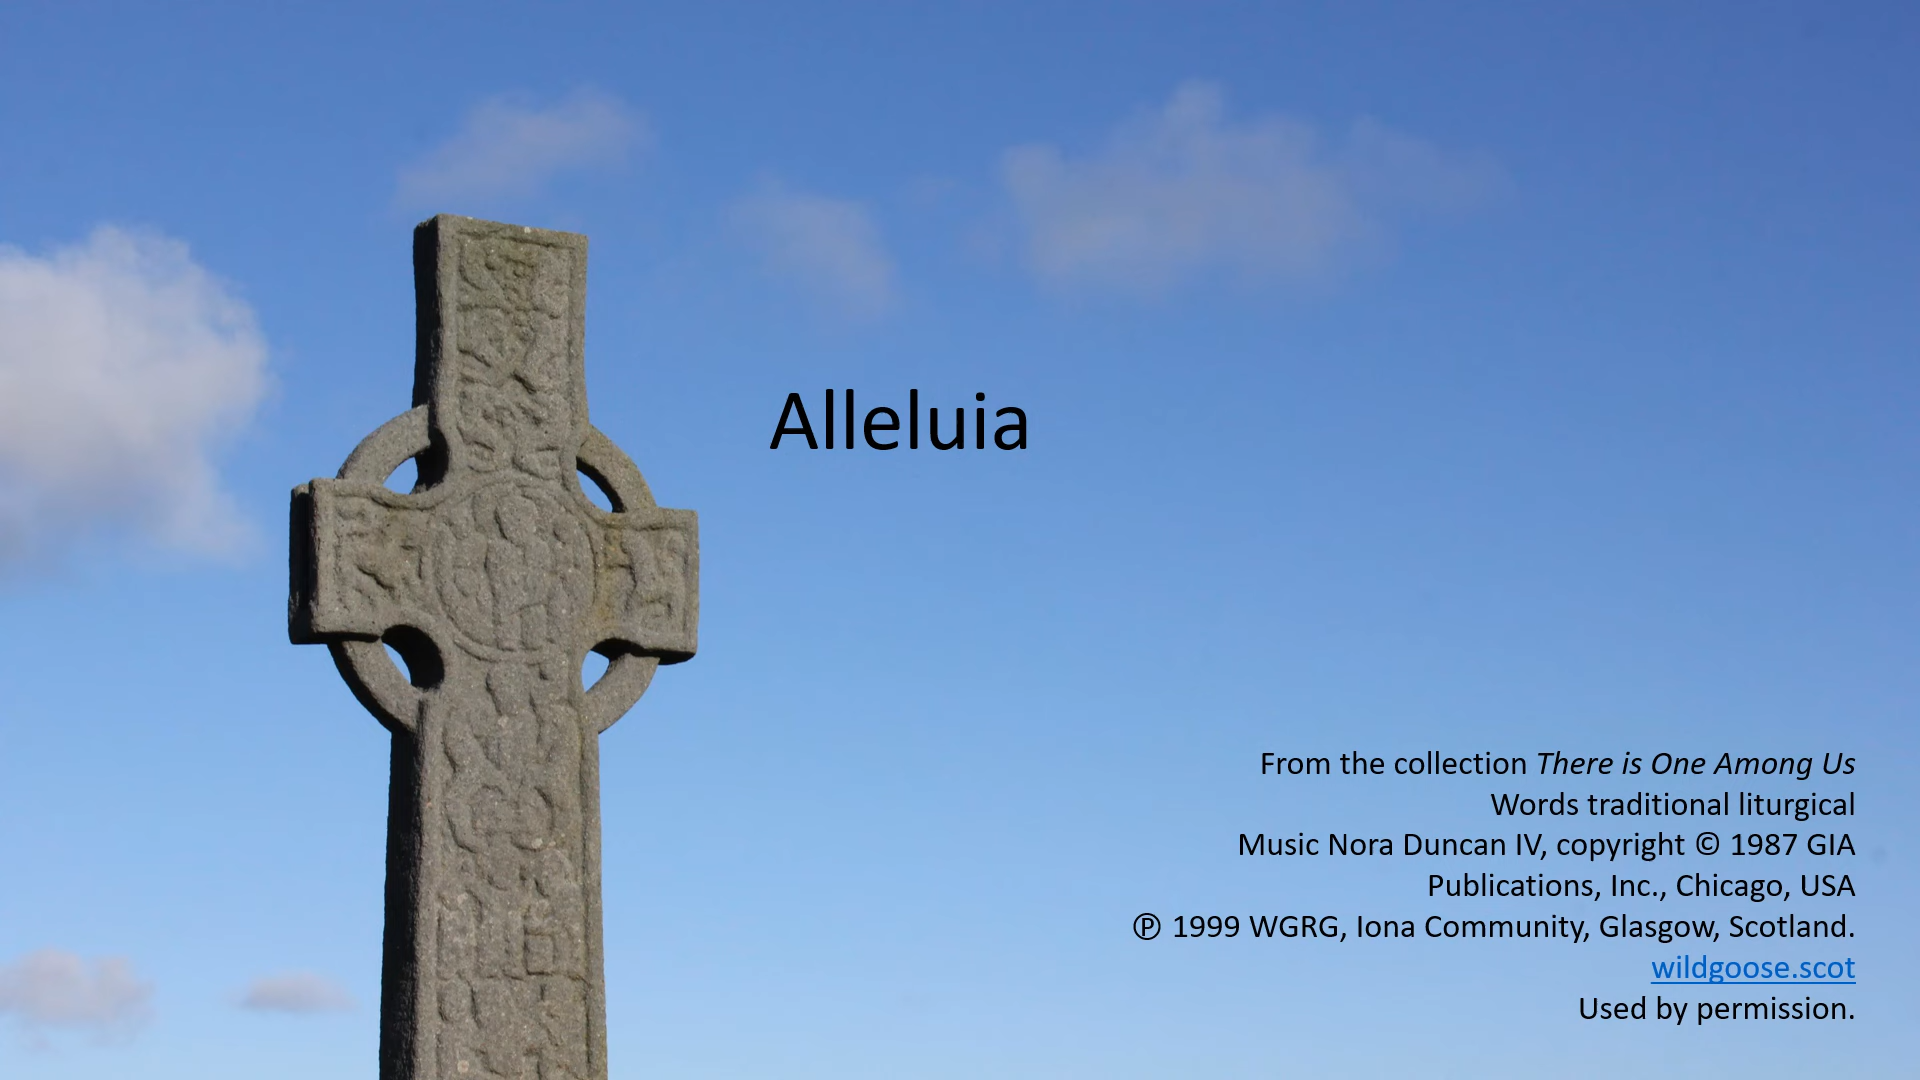 Alleluia
From the collection There is One Among Us
Words traditional liturgical
Music Nora Duncan IV, copyright © 1987 GIA
Publications, Inc., Chicago, USA
℗ 1999 WGRG, Iona Community, Glasgow, Scotland.
wildgoose.scot
Used by permission.